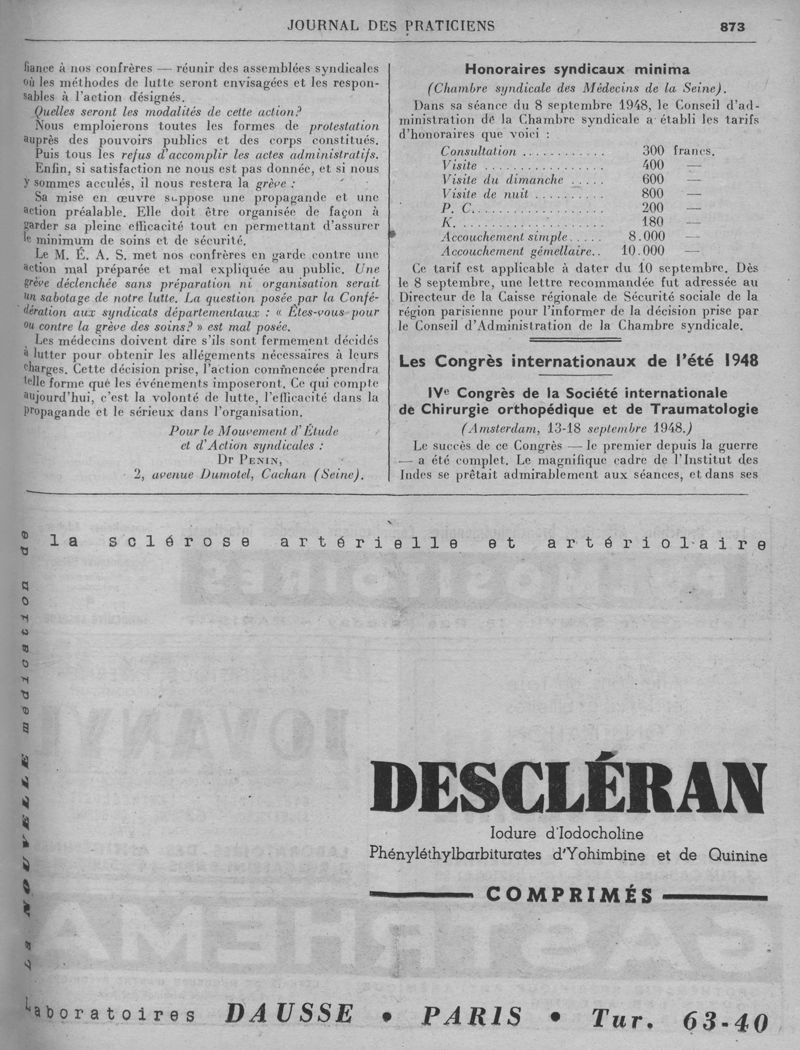 JOURNAL DES PRATICIENS 873
fiance à nos confrères — réunir des assemblées syndicales
où les méthodes de lutte seront envisagées et les respon-
sables à l'action désignés.
Quelles seront les modalités de cette action?
Nous emploierons toutes les formes de protestation
auprès des pouvoirs publics et des corps constitués.
Puis tous les refus d'accomplir les actes administratifs.
Enfin, si satisfaction ne nous est pas donnée, et si nous
y sommes acculés, il nous restera la grève :
Sa mise en œuvre suppose une propagande et une
action préalable. Elle doit être organisée de façon à
garder sa pleine efficacité tout en permettant d'assurer
le minimum de soins et de sécurité.
Le M. É. A. S. met nos confrères en garde contre une
action mal préparée et mal expliquée au public. Une
grève déclenchée sans préparation ni organisation serait
un sabotage de notre lutte. La question posée par la Confé-
dération aux syndicats départementaux : « Êtes-vous pour
ou contre la grève des soins? » est mal posée.
Les médecins doivent dire s'ils sont fermement décidés
à lutter pour obtenir les allégements nécessaires à leurs
charges. Cette décision prise, l'action commencée prendra
telle forme que les événements imposeront. Ce qui compte
aujourd'hui, c'est la volonté de lutte, l'efficacité dans la
propagande et le sérieux dans l'organisation.
Pour le Mouvement d'Étude
et d'Action syndicales :
Dr PENIN,
2, avenue Dumotel, Cachan (Seine).
Honoraires syndicaux minima
(Chambre syndicale des Médecins de la Seine).
Dans sa séance du 8 septembre 1948, le Conseil d'ad-
ministration de la Chambre syndicale a établi les tarifs
d'honoraires que voici :
Consultation ............ 300 francs.
Visite .................. 400 —
Visite du dimanche ..... 600 —
Visite de nuit .......... 800 —
P. C. ................... 200 —
K. ...................... 180 —
Accouchement simple..... 8.000 —
Accouchement gémellaire.. 10.000 —
Ce tarif est applicable à dater du 10 septembre. Dès
le 8 septembre, une lettre recommandée fut adressée au
Directeur de la Caisse régionale de Sécurité sociale de la
région parisienne pour l'informer de la décision prise par
le Conseil d'Administration de la Chambre syndicale.
Les Congrès internationaux de l'été 1948
IVe Congrès de la Société internationale
de Chirurgie orthopédique et de Traumatologie
(Amsterdam, 13-18 septembre 1948.)
Le succès de ce Congrès — le premier depuis la guerre
— a été complet. Le magnifique cadre de l'Institut des
Indes se prêtait admirablement aux séances, et dans ses
La NOUVELLE médication de
la sclérose artérielle et artériolaire
DESCLÉRAN
Iodure d'Iodocholine
Phényléthylbarbiturates d'Yohimbine et de Quinine
COMPRIMÉS
Laboratoires DAUSSE • PARIS • Tur. 63-40